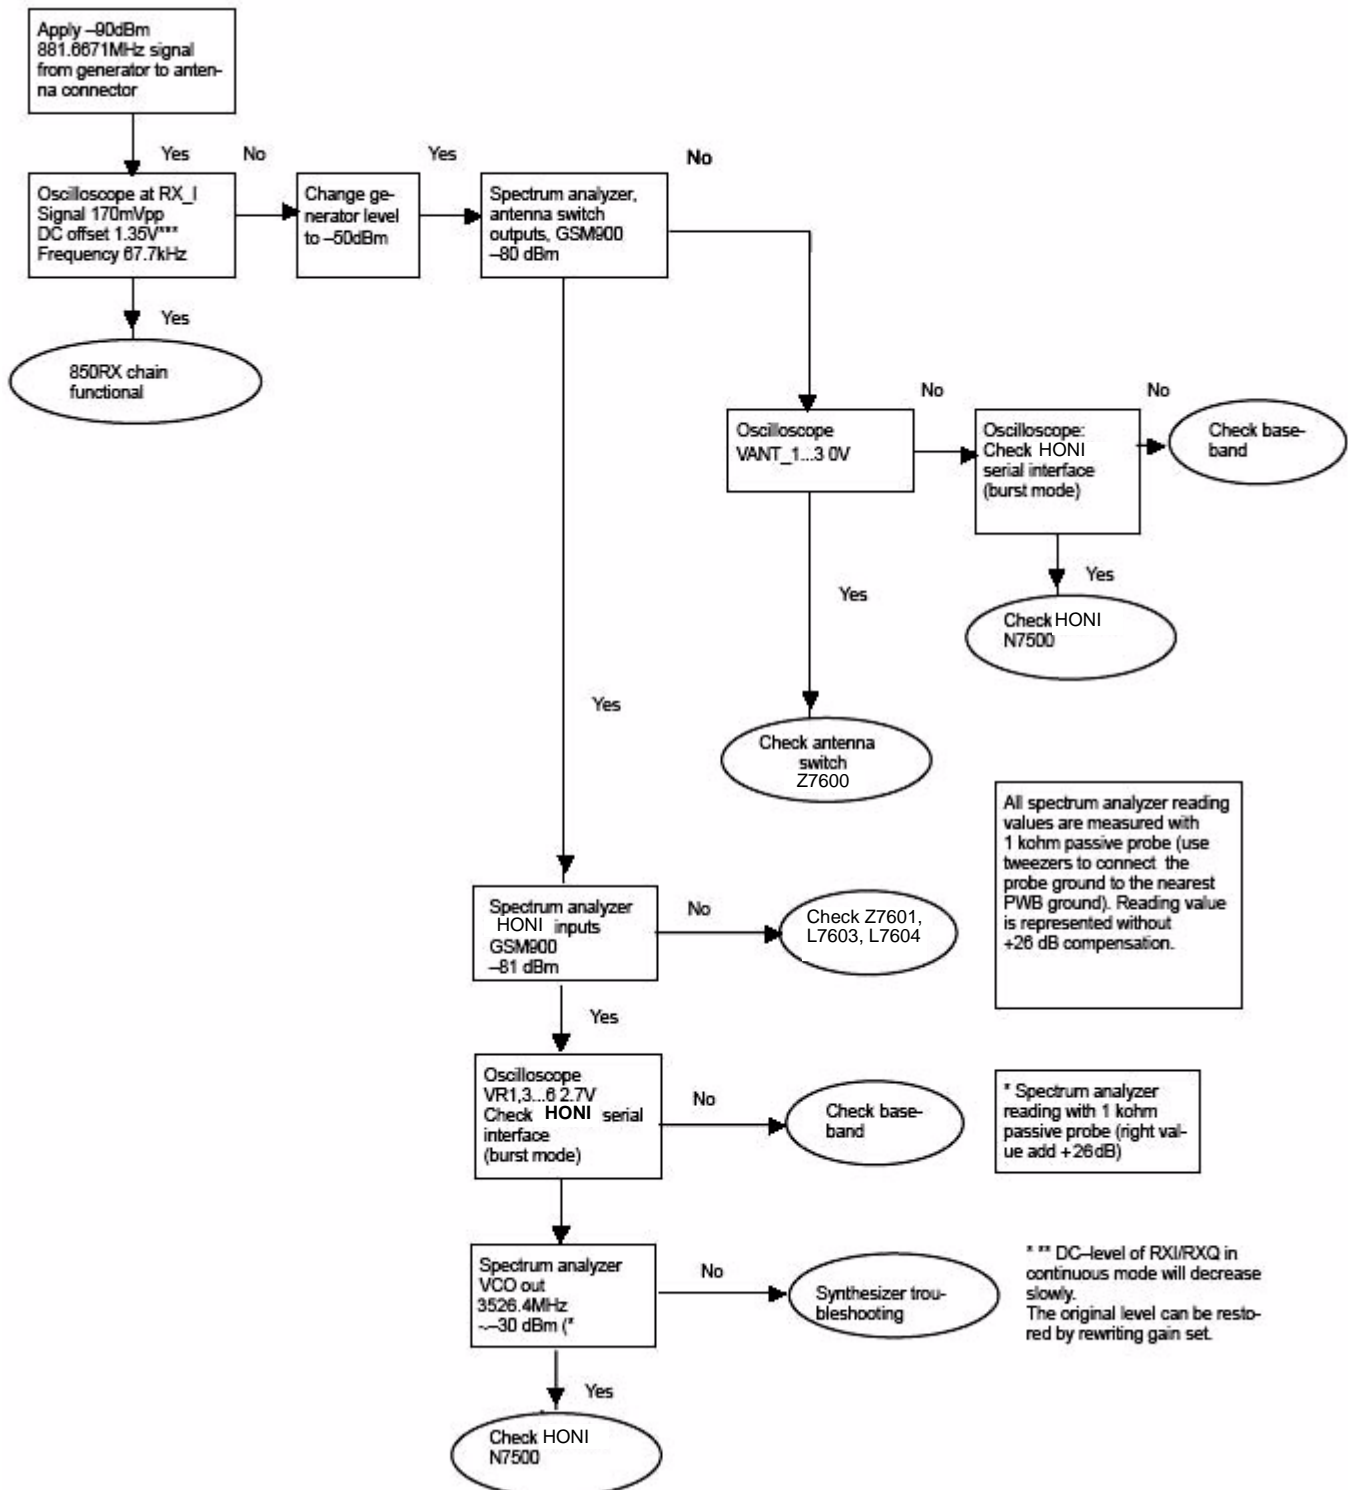 Apply –90dBm
881.6671MHz signal
from generator to anten-
na connector
Yes
No
Yes
No
Oscilloscope at RX_I
Signal 170mVpp
DC offset 1.35V***
Frequency 67.7kHz
Change ge-
nerator level
to –50dBm
Spectrum analyzer,
antenna switch
outputs, GSM900
–80 dBm
Yes
850RX chain
functional
No
No
Oscilloscope
VANT_1...3 0V
Oscilloscope:
Check HONI
serial interface
(burst mode)
Check base-
band
Yes
Yes
Check HONI
N7500
Yes
Check antenna
switch
Z7600
All spectrum analyzer reading
values are measured with
1 kohm passive probe (use
tweezers to connect the
probe ground to the nearest
PWB ground). Reading value
is represented without
+26 dB compensation.
Spectrum analyzer
HONI inputs
GSM900
–81 dBm
No
Check Z7601,
L7603, L7604
Yes
Oscilloscope
VR1,3...6 2.7V
Check HONI serial
interface
(burst mode)
No
Check base-
band
* Spectrum analyzer
reading with 1 kohm
passive probe (right val-
ue add +26dB)
Spectrum analyzer
VCO out
3526.4MHz
~–30 dBm (*
No
Synthesizer trou-
bleshooting
* ** DC–level of RXI/RXQ in
continuous mode will decrease
slowly.
The original level can be resto-
red by rewriting gain set.
Yes
Check HONI
N7500